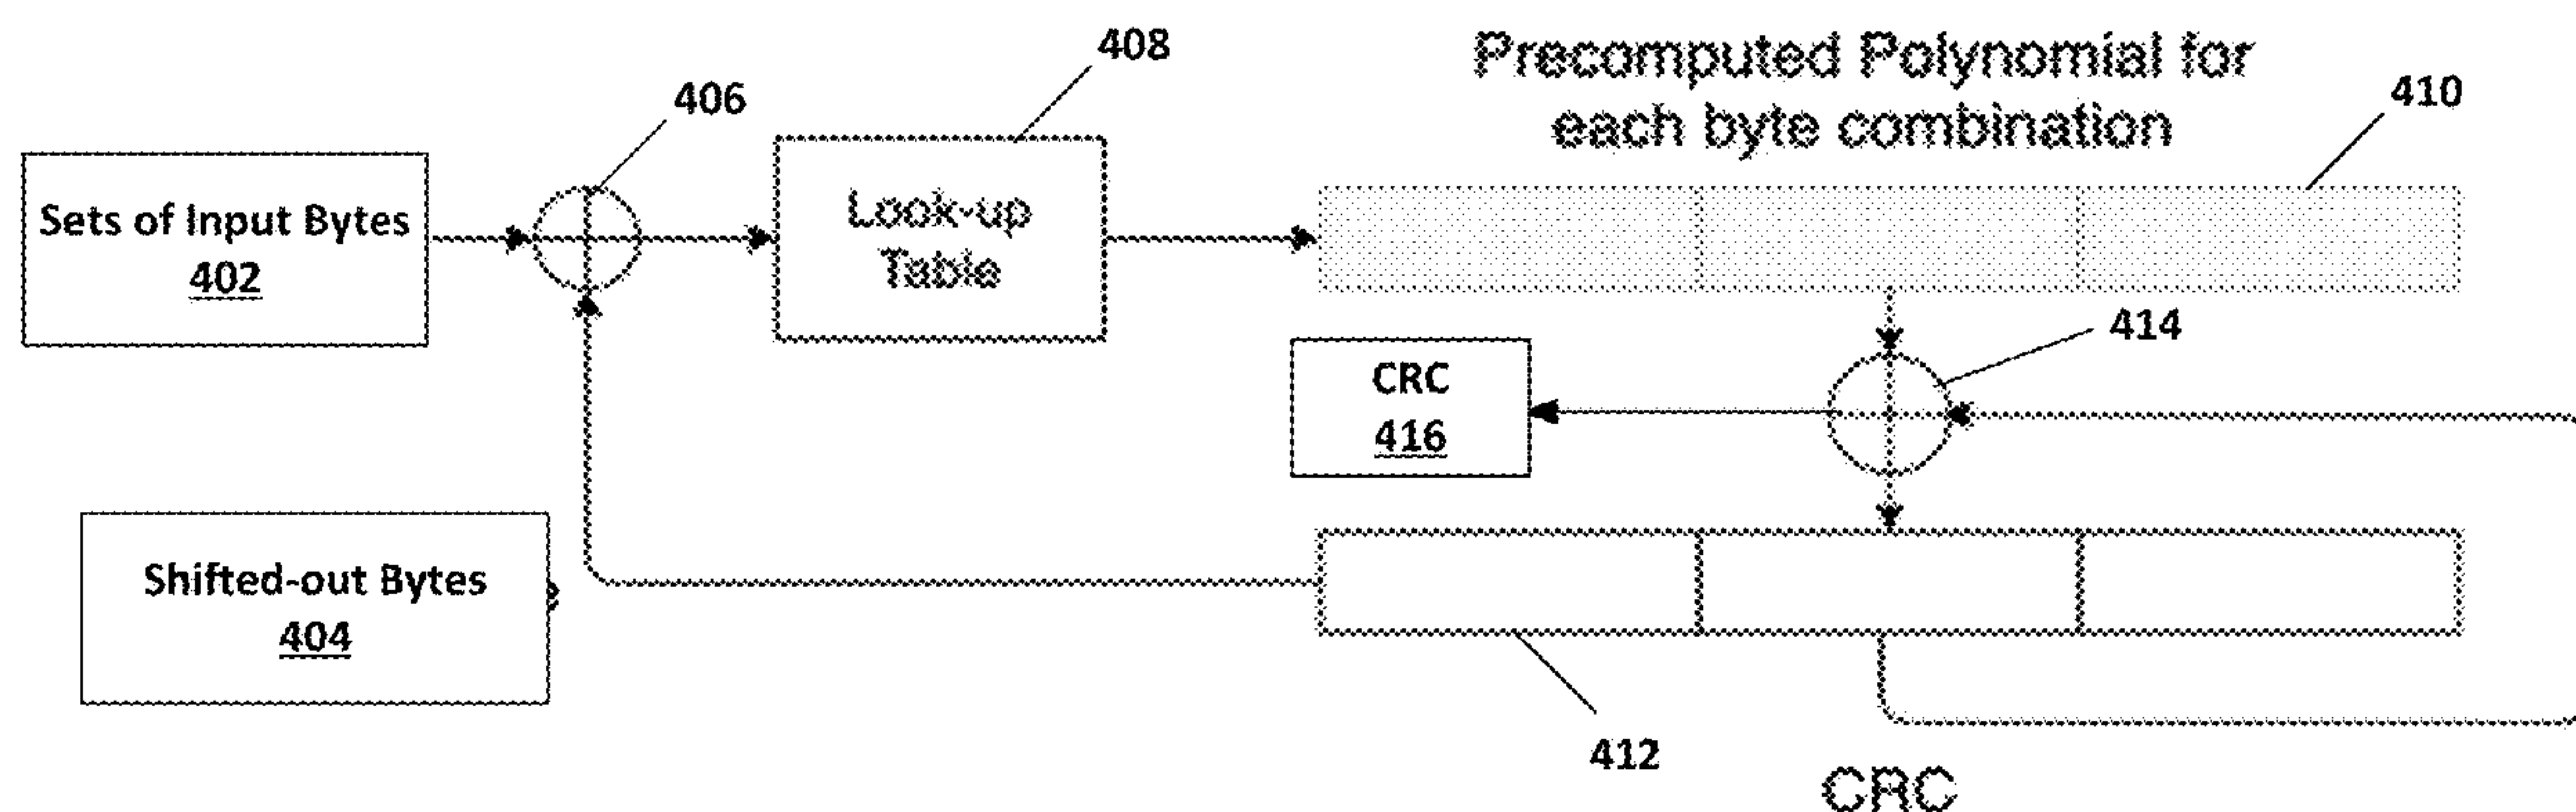 408
Precomputed Polynomial for
each byte combination
410
406
Sets of Input Bytes
402
Look-up
Table
414
CRC
416
Shifted-out Bytes
404
412
CRC